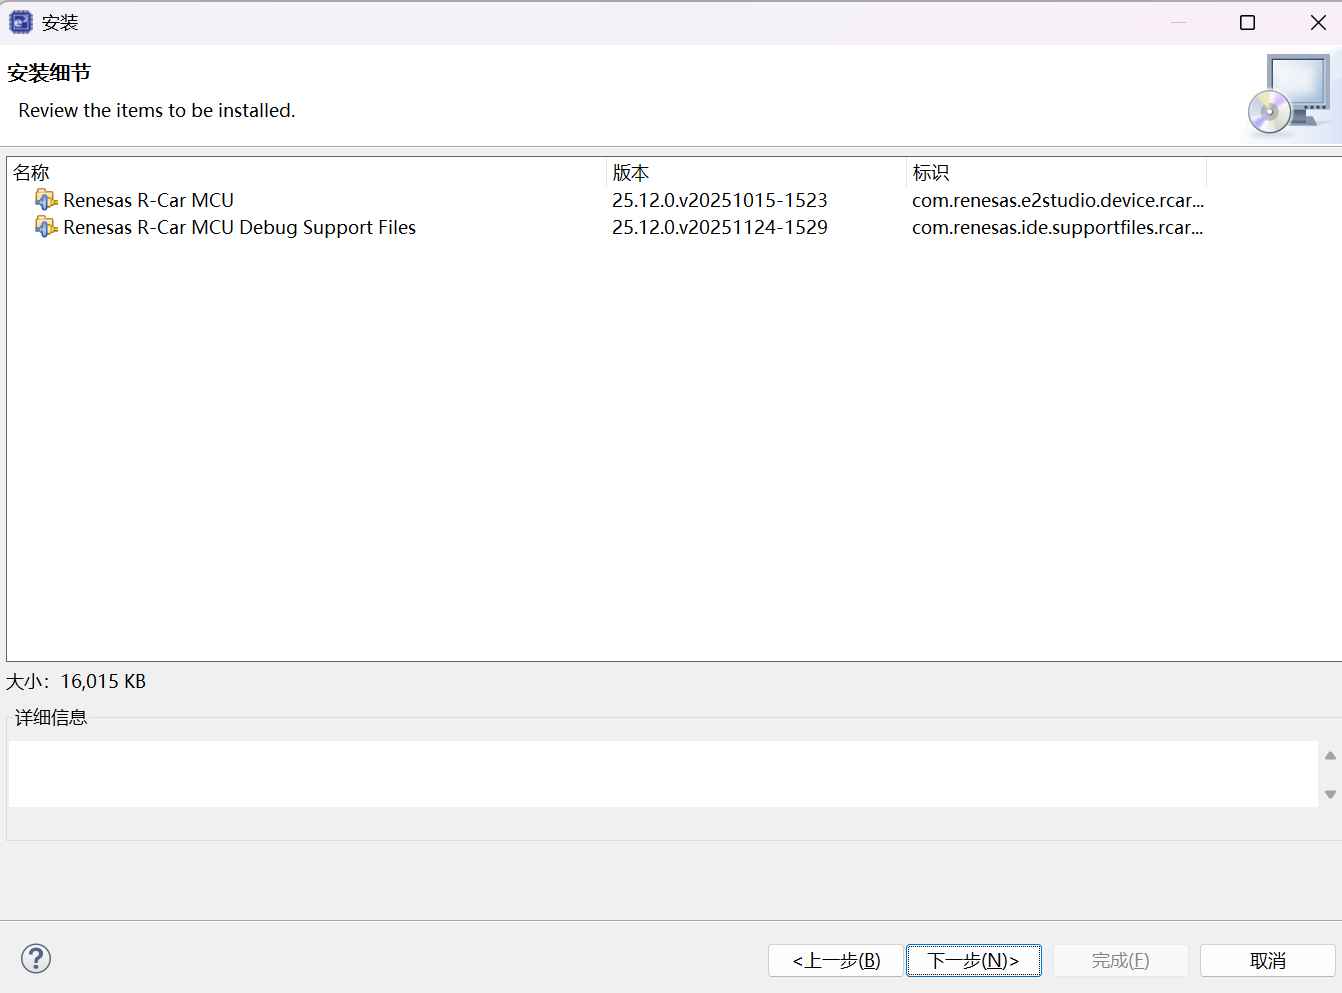 安装
安装细节
Review the items to be installed.
名称 版本 标识
Renesas R-Car MCU 25.12.0.v20251015-1523 com.renesas.e2studio.device.rcar...
Renesas R-Car MCU Debug Support Files 25.12.0.v20251124-1529 com.renesas.ide.supportfiles.rcar...
大小：16,015 KB
详细信息
<上一步(B) 下一步(N)> 完成(F) 取消